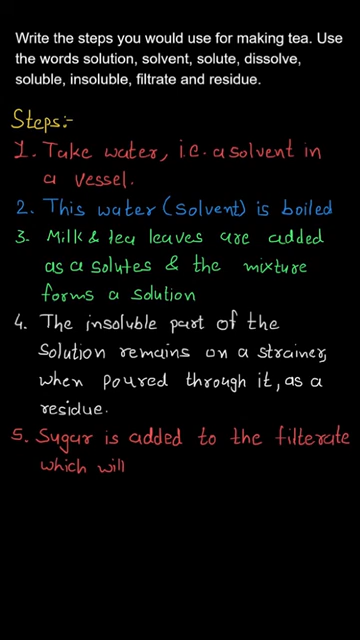 Write the steps you would use for making tea. Use
the words solution, solvent, solute, dissolve,
soluble, insoluble, filtrate and residue.
Steps:-
1. Take water, i.e. a solvent in
a vessel.
2. This water (solvent) is boiled
3. Milk & tea leaves are added
as a solutes & the mixture
forms a solution
4. The insoluble part of the
solution remains on a strainer,
when poured through it, as a
residue.
5. Sugar is added to the filterate
which will